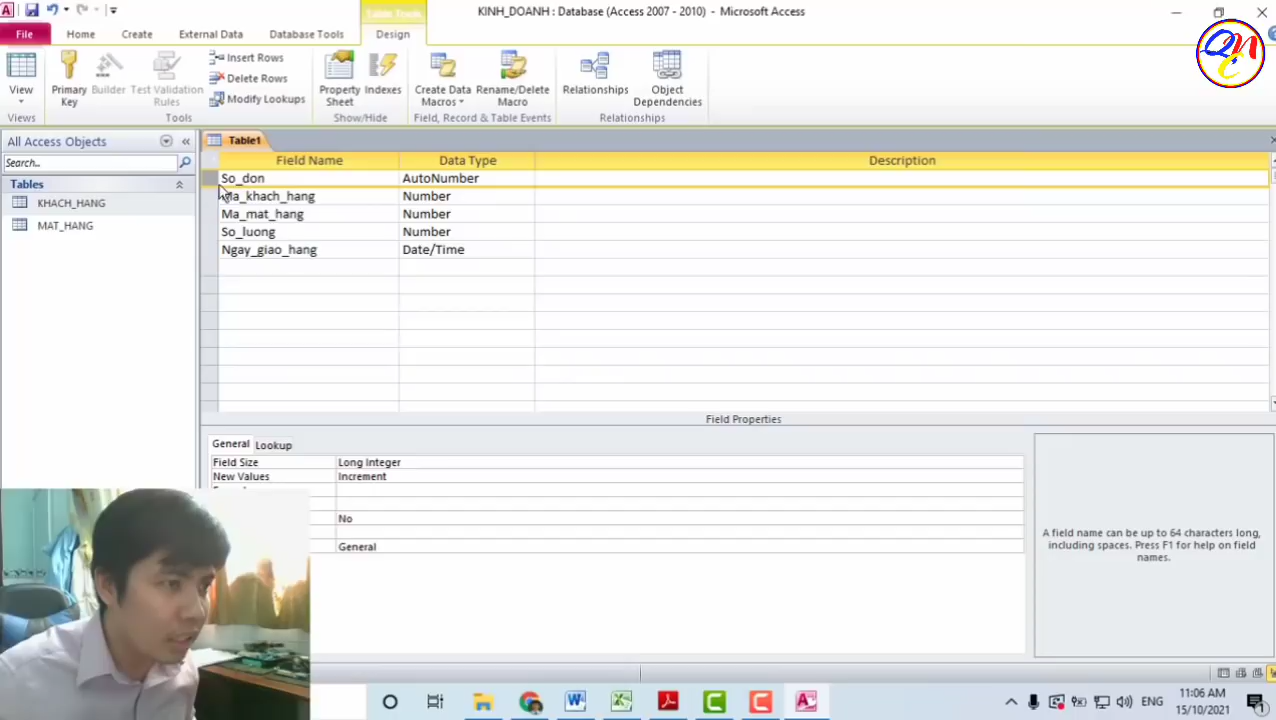 KINH_DOANH : Database (Access 2007 - 2010) - Microsoft Access
Table Tools
File Home Create External Data Database Tools Design
View
Primary Key
Builder
Test Validation Rules
Insert Rows
Delete Rows
Modify Lookups
Property Sheet
Indexes
Create Data Macros
Rename/Delete Macro
Relationships
Object Dependencies
Views Tools Show/Hide Field, Record & Table Events Relationships
All Access Objects
Search..
Tables
KHACH_HANG
MAT_HANG
Table1
Field Name Data Type Description
So_don AutoNumber
a_khach_hang Number
Ma_mat_hang Number
So_luong Number
Ngay_giao_hang Date/Time
Field Properties
General Lookup
Field Size Long Integer
New Values Increment
No
General
A field name can be up to 64 characters long, 
including spaces. Press F1 for help on field 
names.
ENG
11:06 AM
15/10/2021